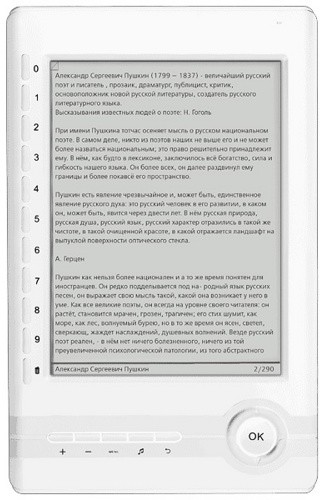 0
1
2
3
4
5
6
7
8
9
Александр Сергеевич Пушкин (1799 – 1837) - величайший русский
поэт и писатель , прозаик, драматург, публицист, критик,
основоположник новой русской литературы, создатель русского
литературного языка.
Высказывания известных людей о поэте: Н. Гоголь
При имени Пушкина тотчас осеняет мысль о русском национальном
поэте. В самом деле, никто из поэтов наших не выше его и не может
более назваться национальным; это право решительно принадлежит
ему. В нём, как будто в лексиконе, заключилось всё богатство, сила и
гибкость нашего языка. Он более всех, он далее раздвинул ему
границы и более показал его пространство.
Пушкин есть явление чрезвычайное и, может быть, единственное
явление русского духа: это русский человек в его развитии, в каком
он, может быть, явится через двести лет. В нём русская природа,
русская душа, русский язык, русский характер отразились в такой же
чистоте, в такой очищенной красоте, в какой отражается ландшафт на
выпуклой поверхности оптического стекла.
А. Герцен
Пушкин как нельзя более национален и а то же время понятен для
иностранцев. Он редко подделывается под на- родный язык русских
песен, он выражает свою мысль такой, какой она возникает у него в
уме. Как все великие поэты, он всегда на уровне своего читателя: он
растёт, становится мрачен, грозен, трагичен; его стих шумит, как
море, как лес, волнуемый бурею, но в то же время он ясен, светел,
сверкающ, жаждет наслаждений, душевных волнений. Везде русский
поэт реален, - в нём нет ничего болезненного, ничего из той
преувеличенной психологической патологии, из того абстрактного
Александр Сергеевич Пушкин 2/290
OK